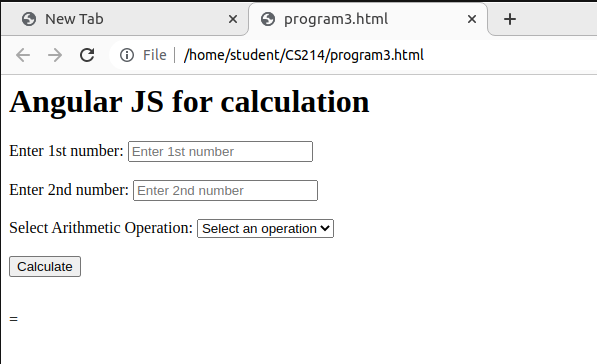 New Tab
program3.html
File /home/student/CS214/program3.html
Angular JS for calculation
Enter 1st number: Enter 1st number
Enter 2nd number: Enter 2nd number
Select Arithmetic Operation: Select an operation
Calculate
=